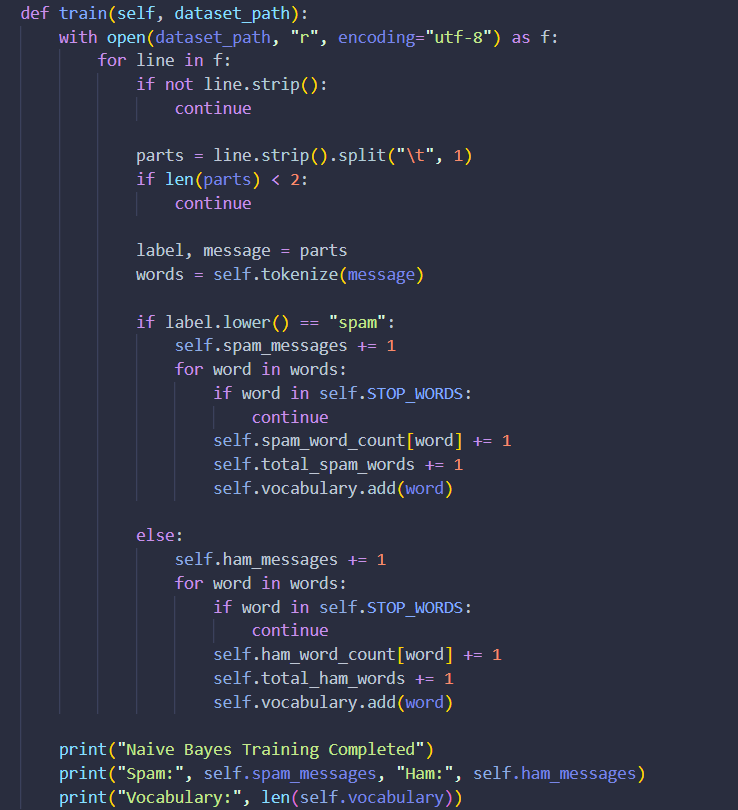 def train(self, dataset_path):
    with open(dataset_path, "r", encoding="utf-8") as f:
        for line in f:
            if not line.strip():
                continue

            parts = line.strip().split("\t", 1)
            if len(parts) < 2:
                continue

            label, message = parts
            words = self.tokenize(message)

            if label.lower() == "spam":
                self.spam_messages += 1
                for word in words:
                    if word in self.STOP_WORDS:
                        continue
                    self.spam_word_count[word] += 1
                    self.total_spam_words += 1
                    self.vocabulary.add(word)

            else:
                self.ham_messages += 1
                for word in words:
                    if word in self.STOP_WORDS:
                        continue
                    self.ham_word_count[word] += 1
                    self.total_ham_words += 1
                    self.vocabulary.add(word)

    print("Naive Bayes Training Completed")
    print("Spam:", self.spam_messages, "Ham:", self.ham_messages)
    print("Vocabulary:", len(self.vocabulary))